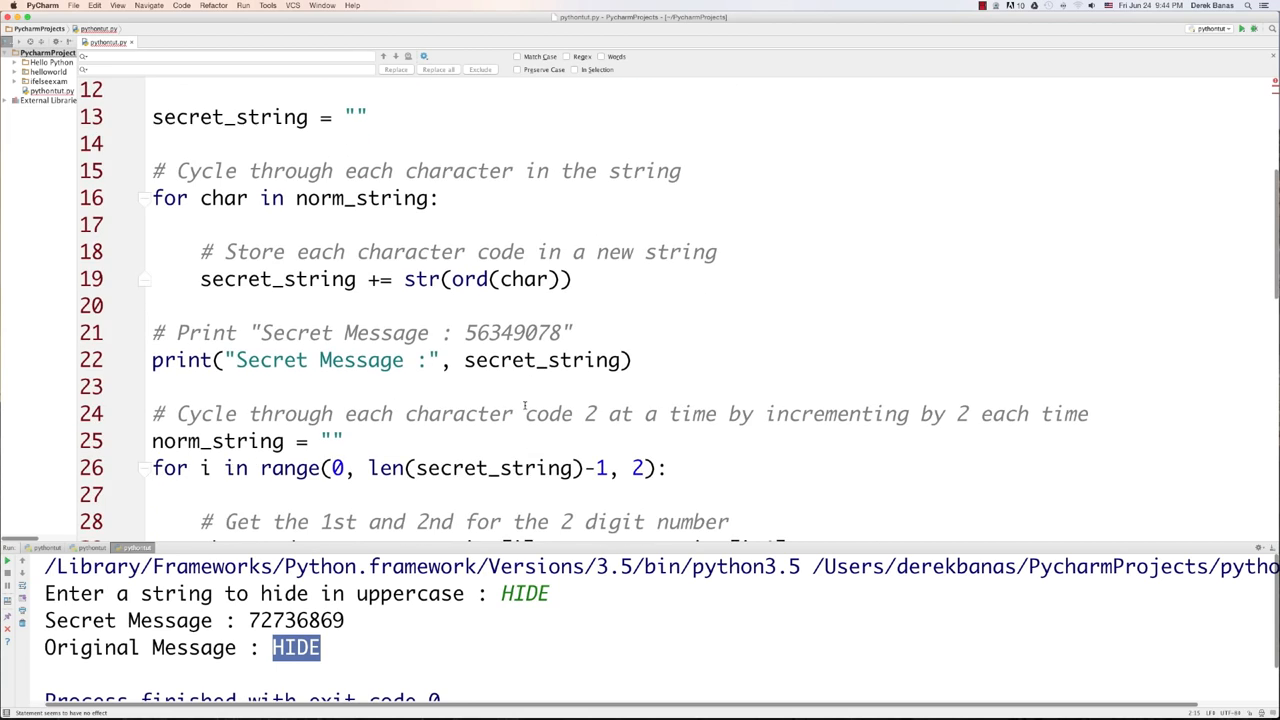 PyCharm File Edit View Navigate Code Refactor Run Tools VCS Window Help
10 Fri Jun 24 9:44 PM Derek Banas
pythontut.py - PycharmProjects - [~/PycharmProjects]
PycharmProjects pythontut.py
pythontut
pythontut.py
PycharmProject
Hello Python
helloworld
ifelseexam
pythontut.py
External Librarie
Match Case Regex Words
Replace Replace all Exclude Preserve Case In Selection
12
13 secret_string = ""
14
15 # Cycle through each character in the string
16 for char in norm_string:
17
18 # Store each character code in a new string
19 secret_string += str(ord(char))
20
21 # Print "Secret Message : 56349078"
22 print("Secret Message :", secret_string)
23
24 # Cycle through each character code 2 at a time by incrementing by 2 each time
25 norm_string = ""
26 for i in range(0, len(secret_string)-1, 2):
27
28 # Get the 1st and 2nd for the 2 digit number
Run: pythontut pythontut pythontut
/Library/Frameworks/Python.framework/Versions/3.5/bin/python3.5 /Users/derekbanas/PycharmProjects/pytho
Enter a string to hide in uppercase : HIDE
Secret Message : 72736869
Original Message : HIDE
Process finished with exit code 0
Statement seems to have no effect
2:15 LF UTF-8